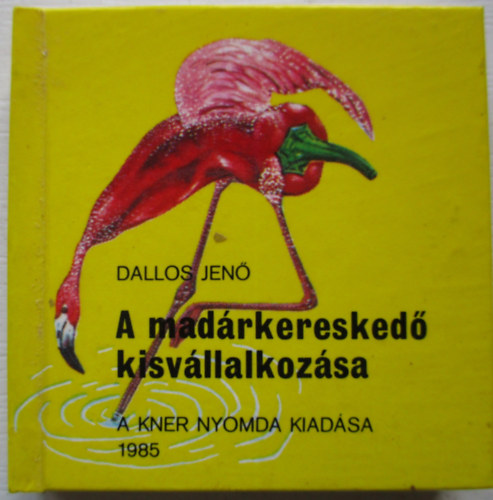 DALLOS JENŐ
A madárkereskedő
kisvállalkozása
A KNER NYOMDA KIADÁSA
1985